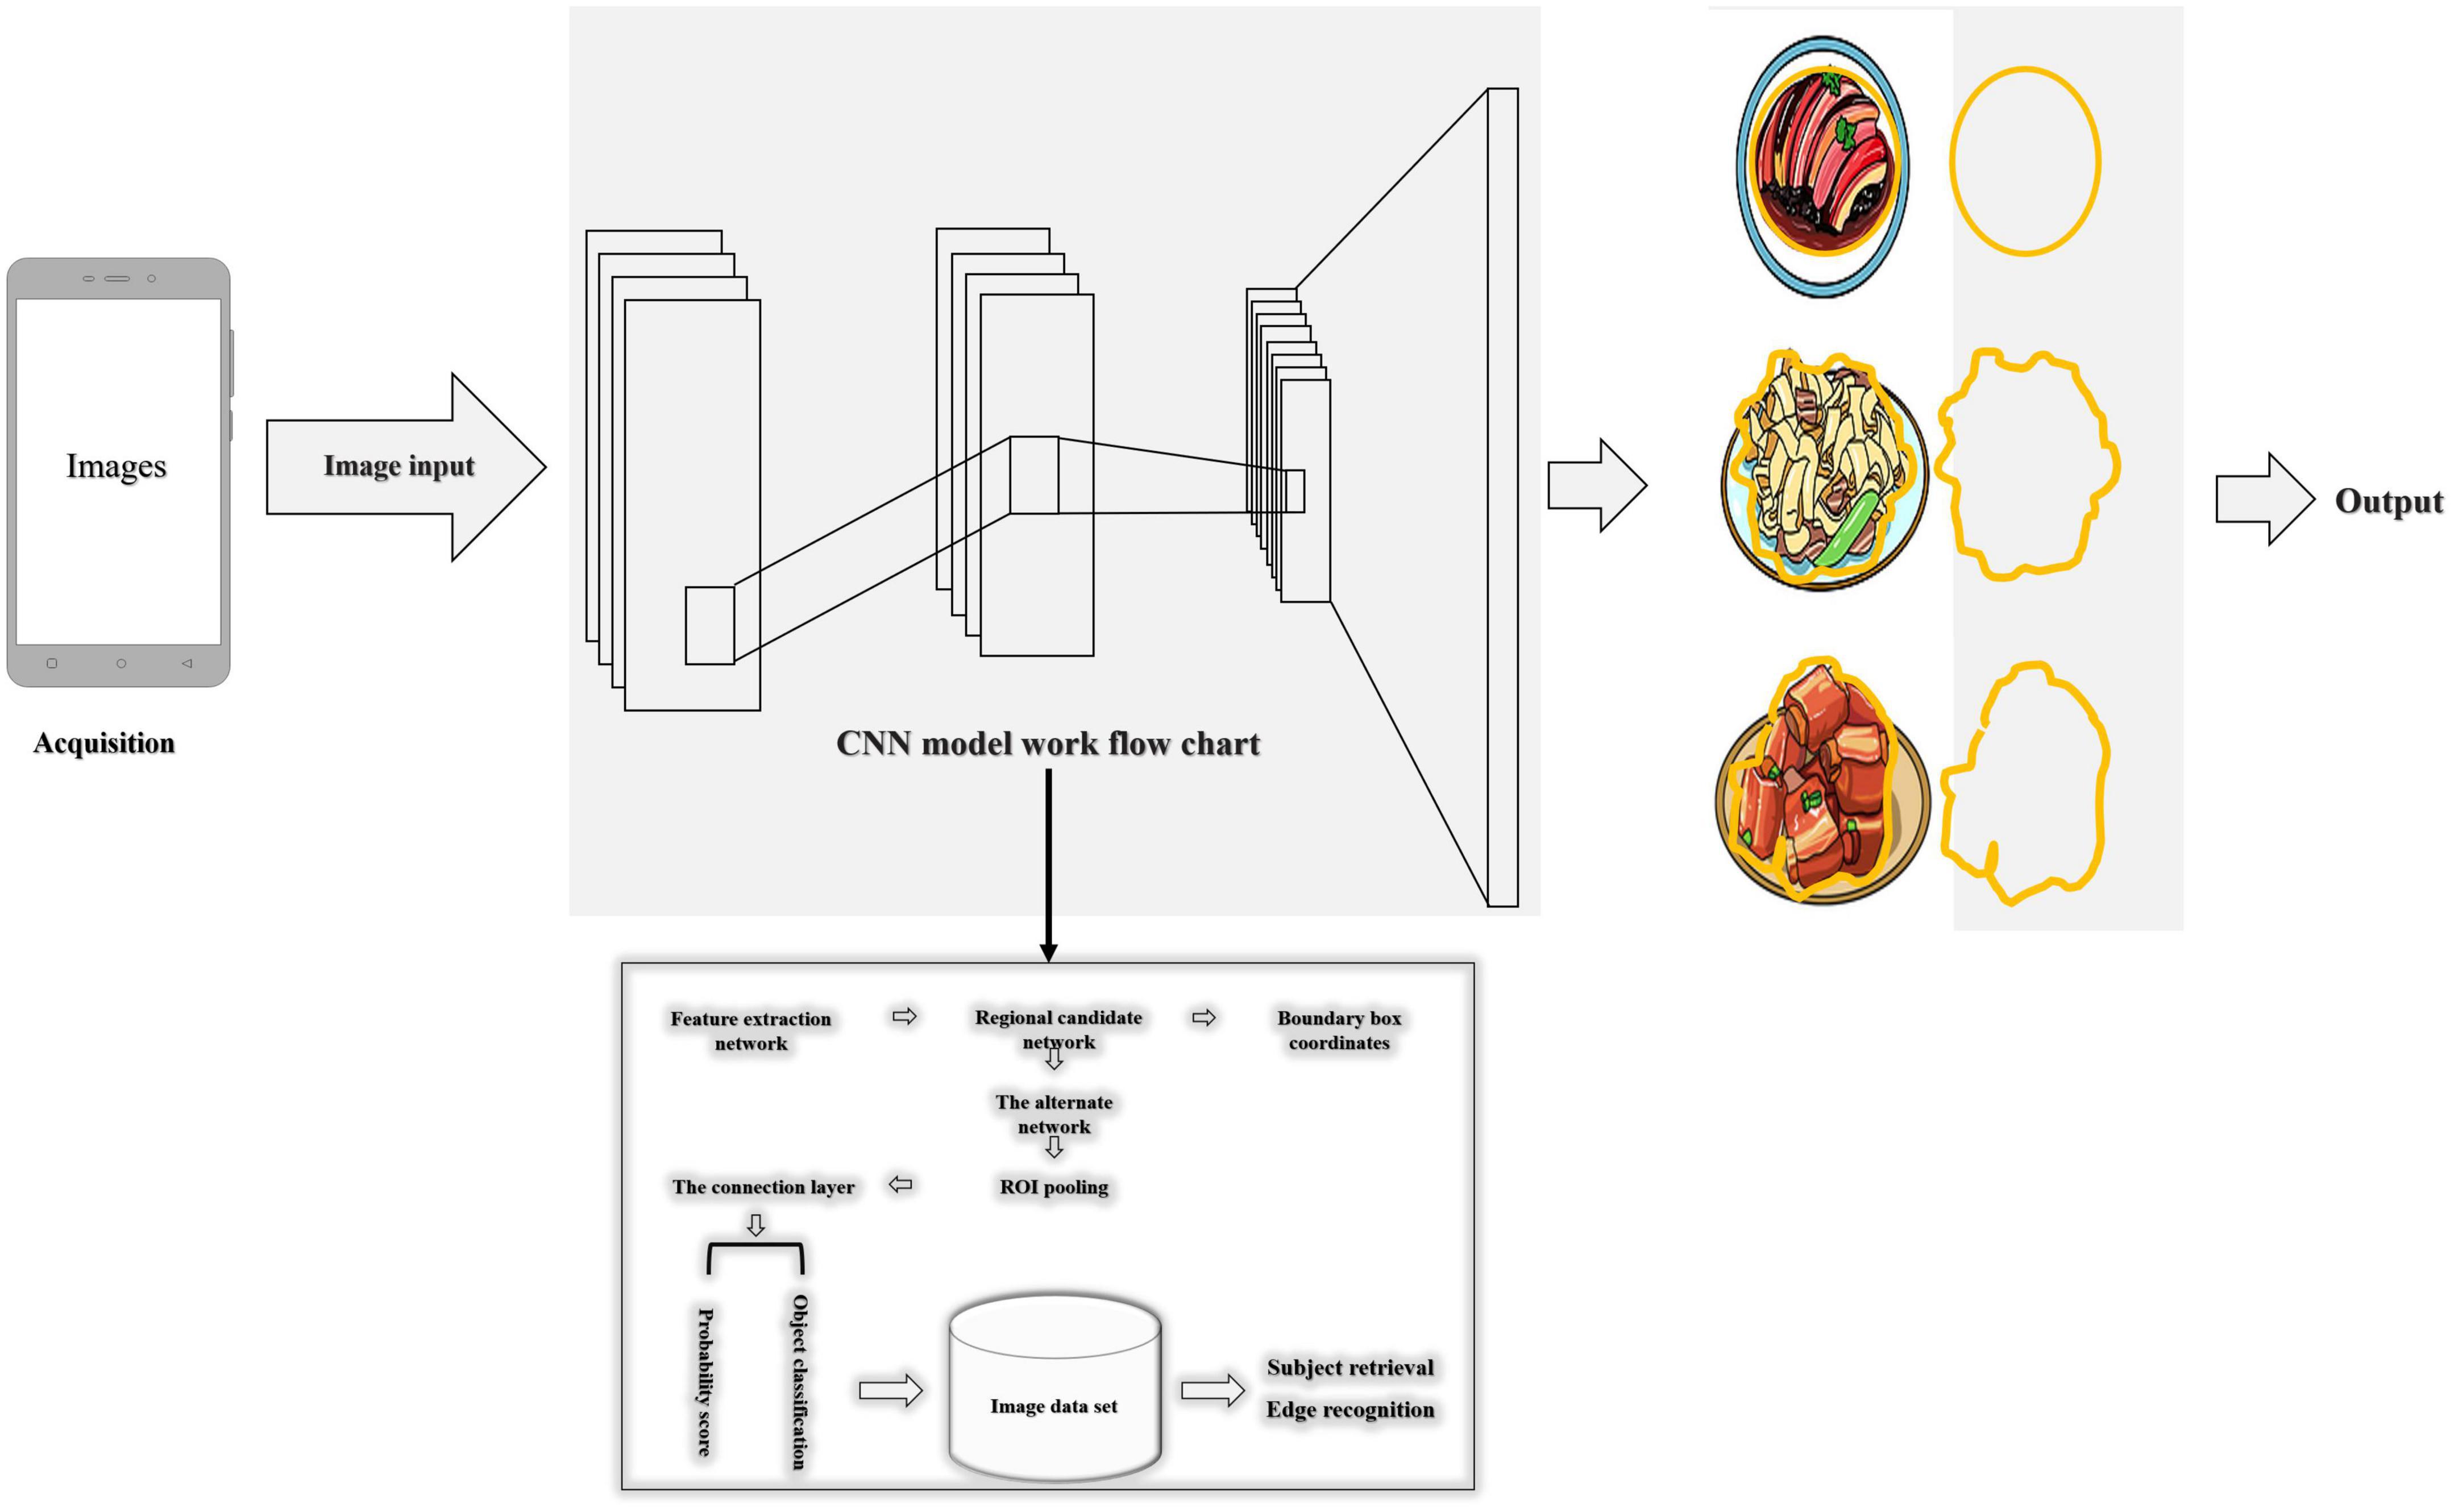 Images
Acquisition
Image input
CNN model work flow chart
Output
Feature extraction
network
Regional candidate
network
Boundary box
coordinates
The alternate
network
ROI pooling
The connection layer
Probability score
Object classification
Image data set
Subject retrieval
Edge recognition